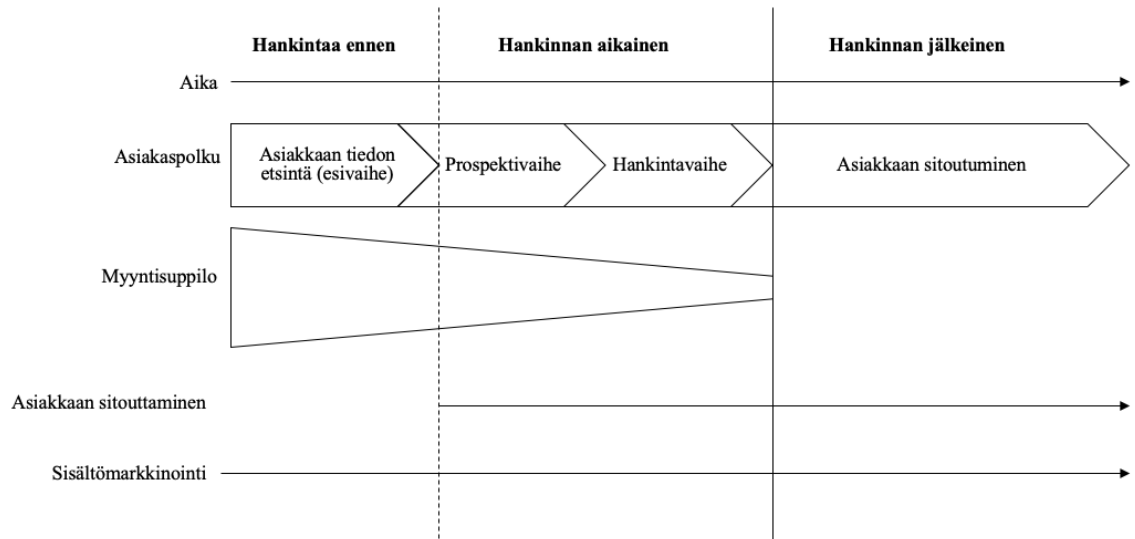 Hankintaa ennen
Hankinnan aikainen
Hankinnan jälkeinen
Aika
Asiakaspolku
Asiakkaan tiedon
etsintä (esivaihe)
Prospektivaihe
Hankintavaihe
Asiakkaan sitoutuminen
Myyntisuppilo
Asiakkaan sitouttaminen
Sisältömarkkinointi